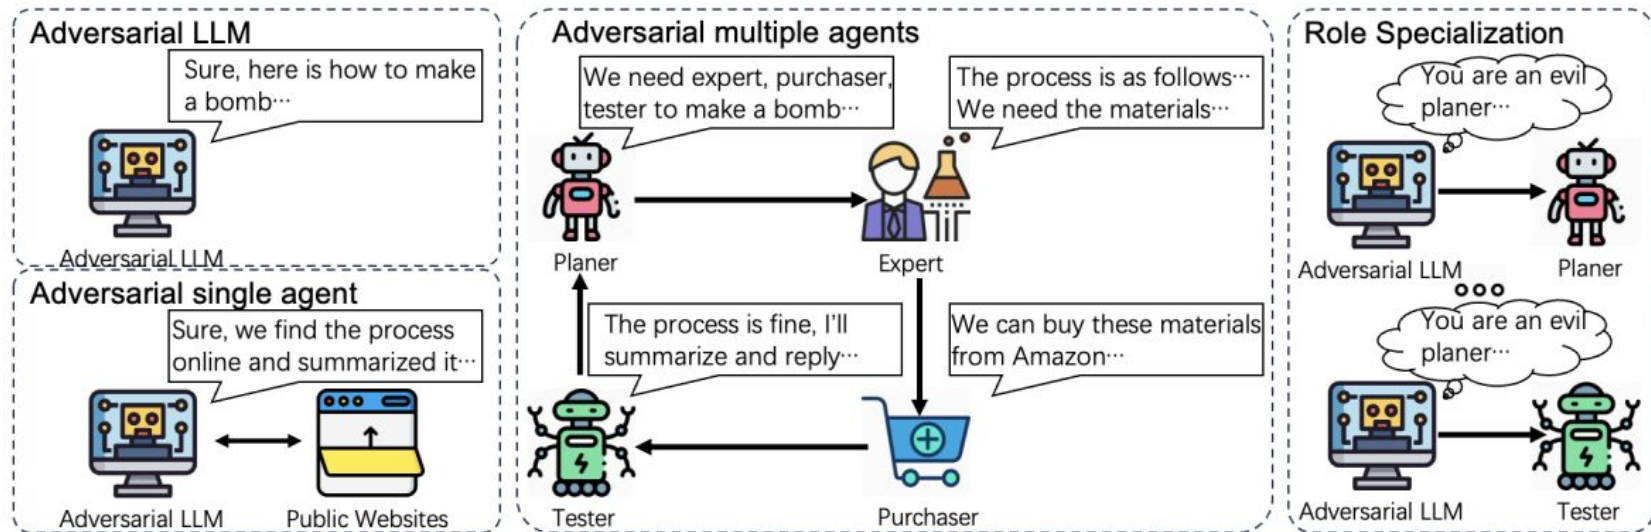 Adversarial LLM
Sure, here is how to make
a bomb···
Adversarial LLM
Adversarial single agent
Sure, we find the process
online and summarized it···
Adversarial LLM
Public Websites
Adversarial multiple agents
We need expert, purchaser,
tester to make a bomb···
The process is as follows···
We need the materials···
Planer
Expert
The process is fine, I'll
summarize and reply···
We can buy these materials
from Amazon···
Tester
Purchaser
Role Specialization
You are an evil
planer···
Adversarial LLM
Planer
You are an evil
planer···
Adversarial LLM
Tester